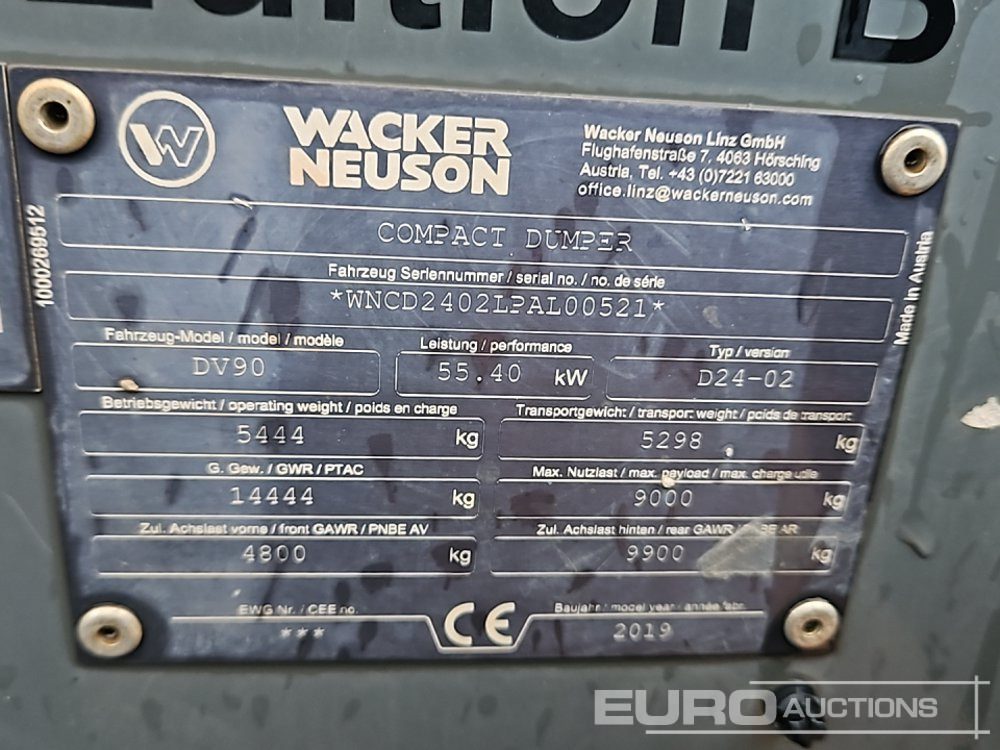 dition B
WACKER
NEUSON
Wacker Neuson Linz GmbH
Flughafenstraße 7, 4063 Hörsching
Austria, Tel. +43 (0)7221 63000
office.linz@wackerneuson.com
1000269512
Made in Austria
COMPACT DUMPER
Fahrzeug Seriennummer / serial no. / no. de série
*WNCD2402LPAL00521*
Fahrzeug-Model / model / modèle
DV90
Leistung / performance
55.40 kW
Typ / version
D24-02
Betriebsgewicht / operating weight / poids en charge
5444 kg
Transportgewicht / transport weight / poids de transport
5298 kg
G. Gew. / GWR / PTAC
14444 kg
Max. Nutzlast / max. payload / max. charge utile
9000 kg
Zul. Achslast vorne / front GAWR / PNBE AV
4800 kg
Zul. Achslast hinten / rear GAWR / PNBE AR
9900 kg
EWG Nr. / CEE no.
***
CE
Baujahr / model year / année fabr.
2019
EURO AUCTIONS